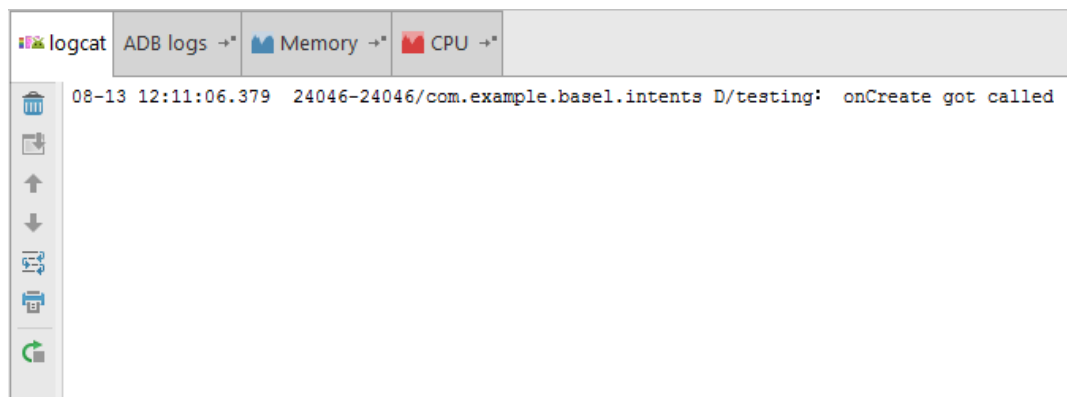 logcat ADB logs Memory CPU
08-13 12:11:06.379 24046-24046/com.example.basel.intents D/testing: onCreate got called